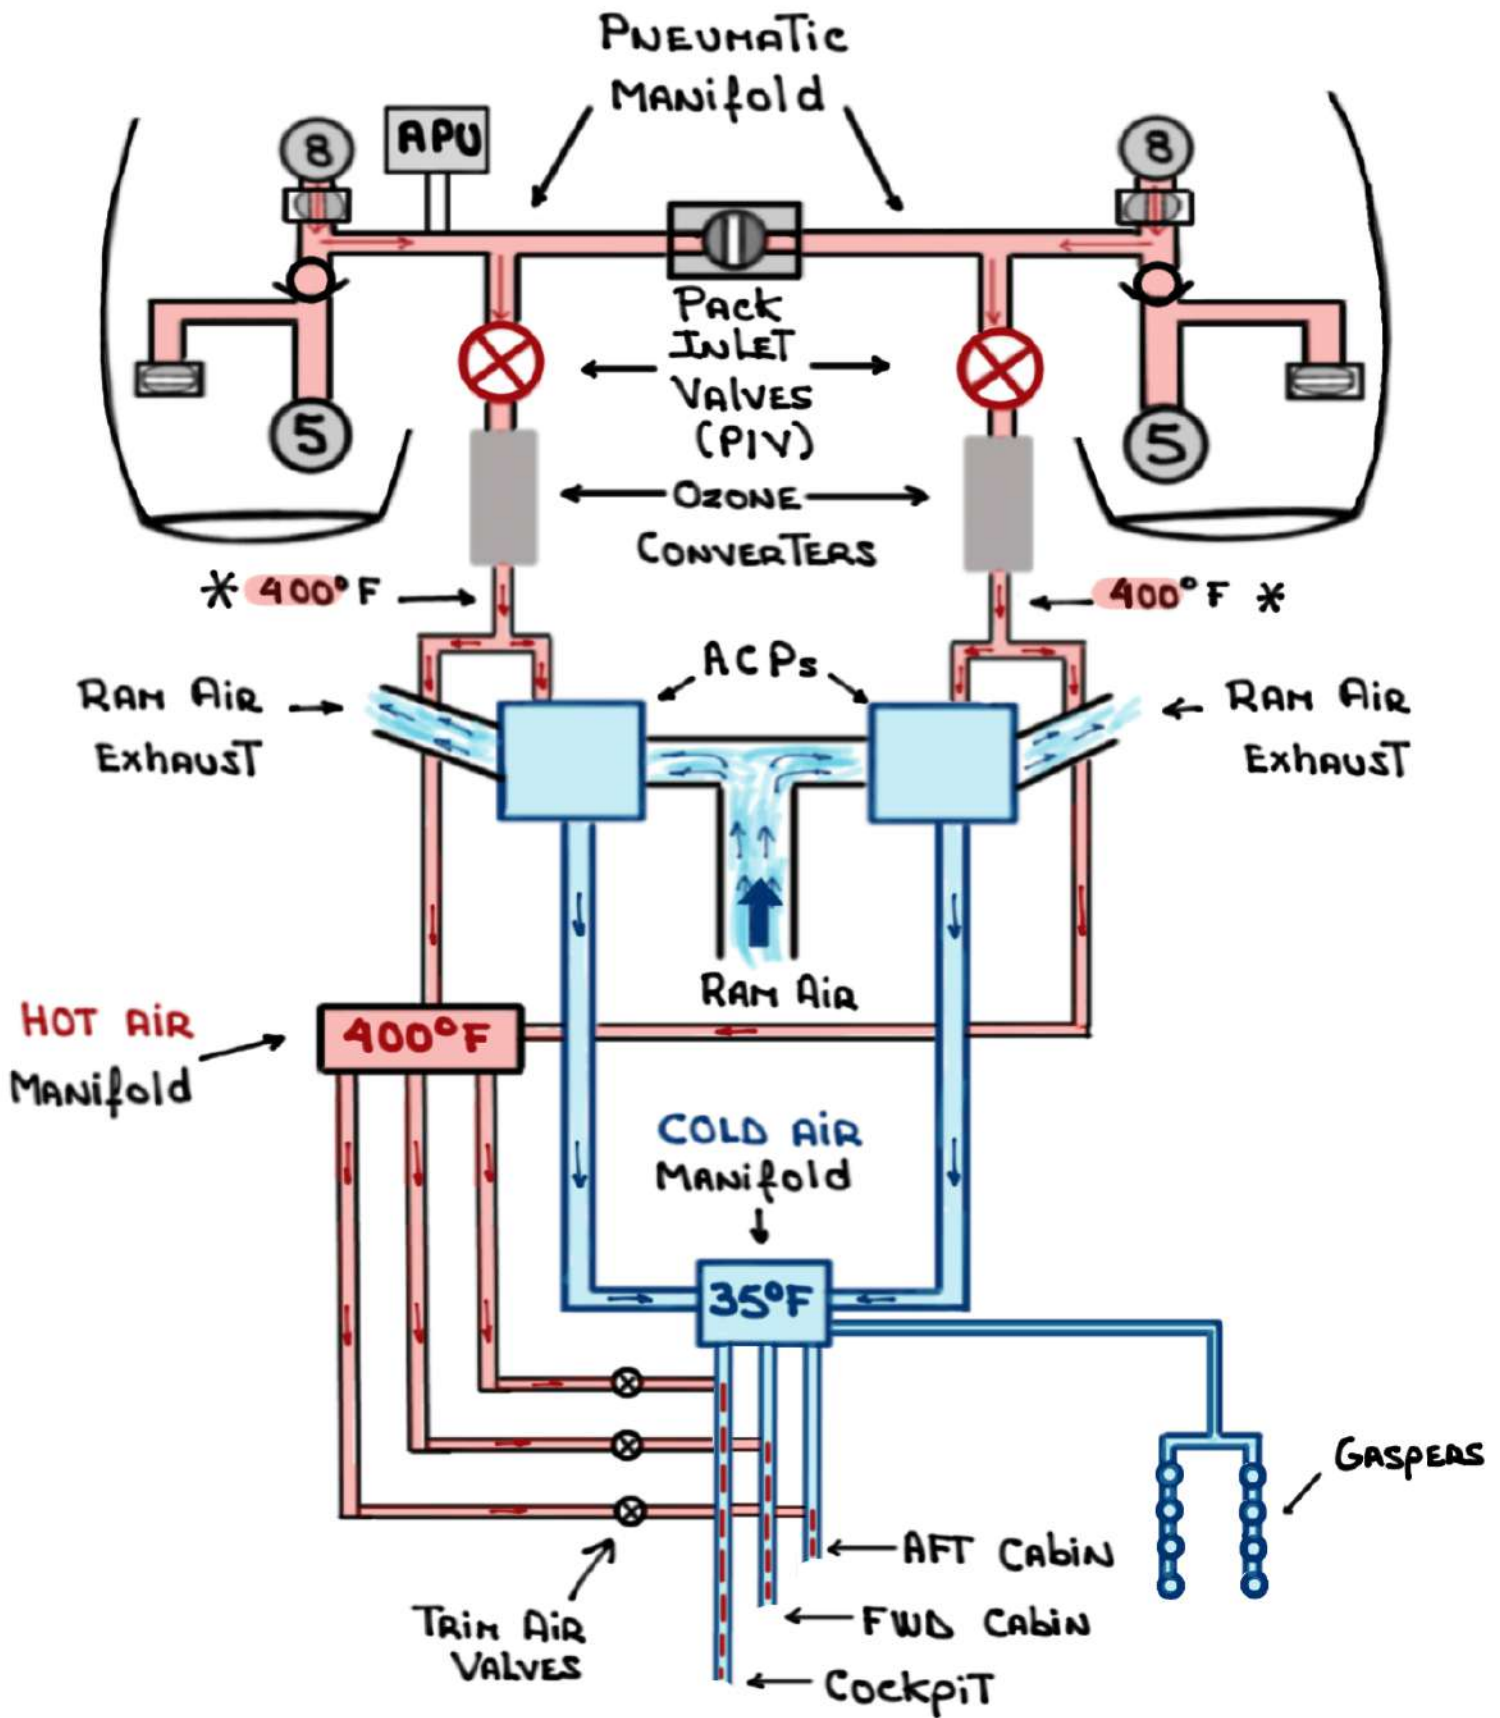 PNEUMATIC
MANifold
8
APU
8
PACK
INLET
VALVES
(PIV)
5
5
OZONE
CONVERTERS
* 400°F
400°F *
ACPs
RAM AiR
EXHAUST
RAM AiR
EXHAUST
RAM AiR
HOT AiR
MANifold
400°F
COLD AiR
MANifold
35°F
GASPERS
AFT CABIN
FWD CABIN
COCKPiT
TRiM AiR
VALVES